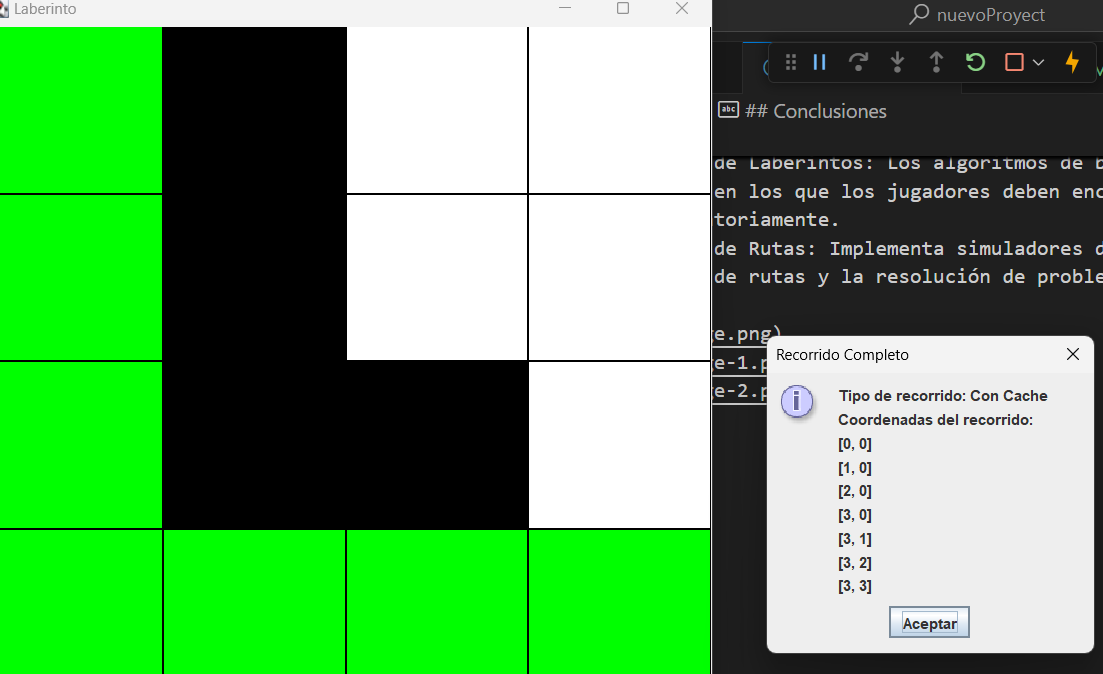 Laberinto
nuevoProyect
abc ## Conclusiones
de Laberintos: Los algoritmos de
en los que los jugadores deben
toriamente.
de Rutas: Implementa simuladores
de rutas y la resolución de
e.png)
e-1.
e-2.
Recorrido Completo
Tipo de recorrido: Con Cache
Coordenadas del recorrido:
[0, 0]
[1, 0]
[2, 0]
[3, 0]
[3, 1]
[3, 2]
[3, 3]
Aceptar